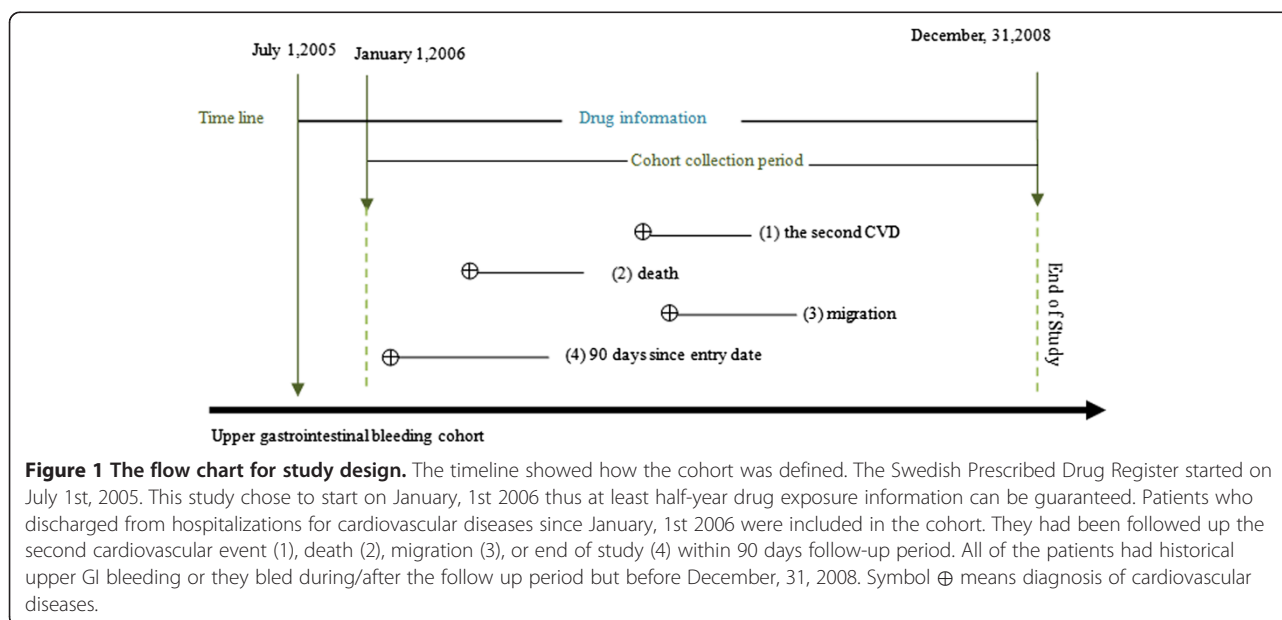 December, 31,2008
July 1,2005
January 1,2006
Time line
Drug information
Cohort collection period
(1) the second CVD
(2) death
(3) migration
(4) 90 days since entry date
End of Study
Upper gastrointestinal bleeding cohort
Figure 1 The flow chart for study design. The timeline showed how the cohort was defined. The Swedish Prescribed Drug Register started on
July 1st, 2005. This study chose to start on January, 1st 2006 thus at least half-year drug exposure information can be guaranteed. Patients who
discharged from hospitalizations for cardiovascular diseases since January, 1st 2006 were included in the cohort. They had been followed up the
second cardiovascular event (1), death (2), migration (3), or end of study (4) within 90 days follow-up period. All of the patients had historical
upper GI bleeding or they bled during/after the follow up period but before December, 31, 2008. Symbol ⊕ means diagnosis of cardiovascular
diseases.